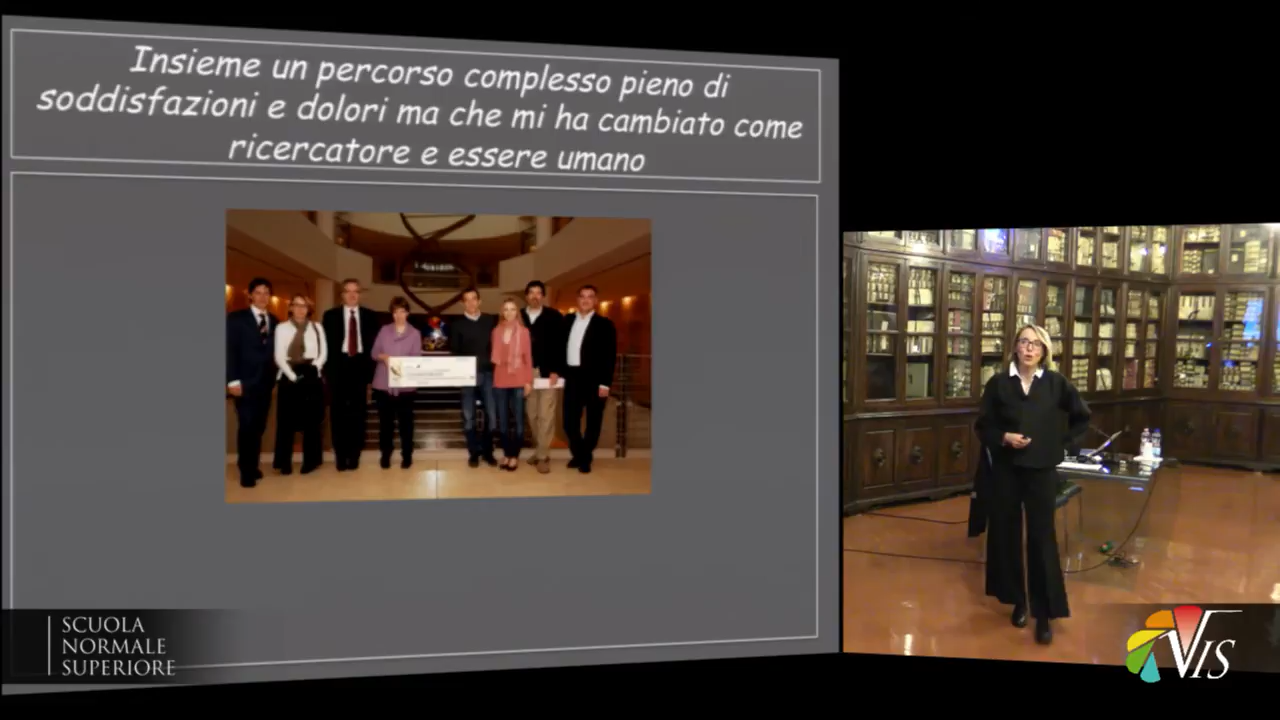 Insieme un percorso complesso pieno di
soddisfazioni e dolori ma che mi ha cambiato come
ricercatore e essere umano
SCUOLA
NORMALE
SUPERIORE
VIS